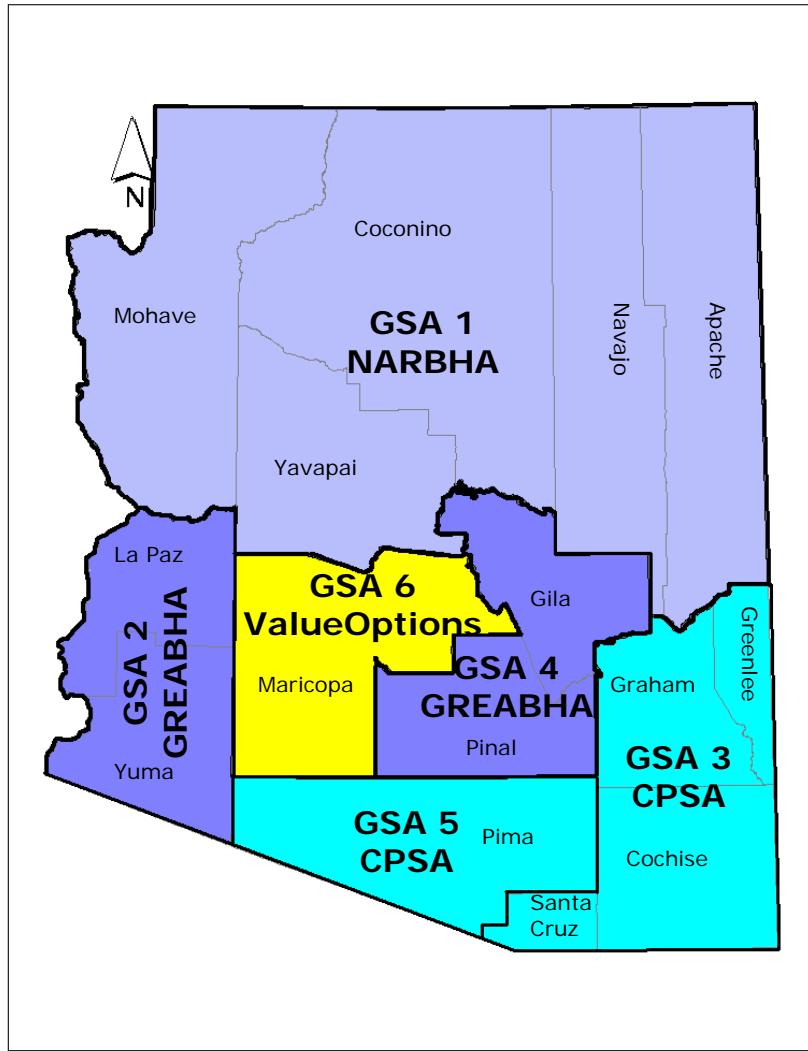 N
Coconino
Mohave
GSA 1
NARBHA
Navajo
Apache
Yavapai
La Paz
GSA 2
GREABHA
Yuma
GSA 6
ValueOptions
Maricopa
Gila
GSA 4
GREABHA
Pinal
Greenlee
Graham
GSA 3
CPSA
Cochise
GSA 5
CPSA
Pima
Santa
Cruz